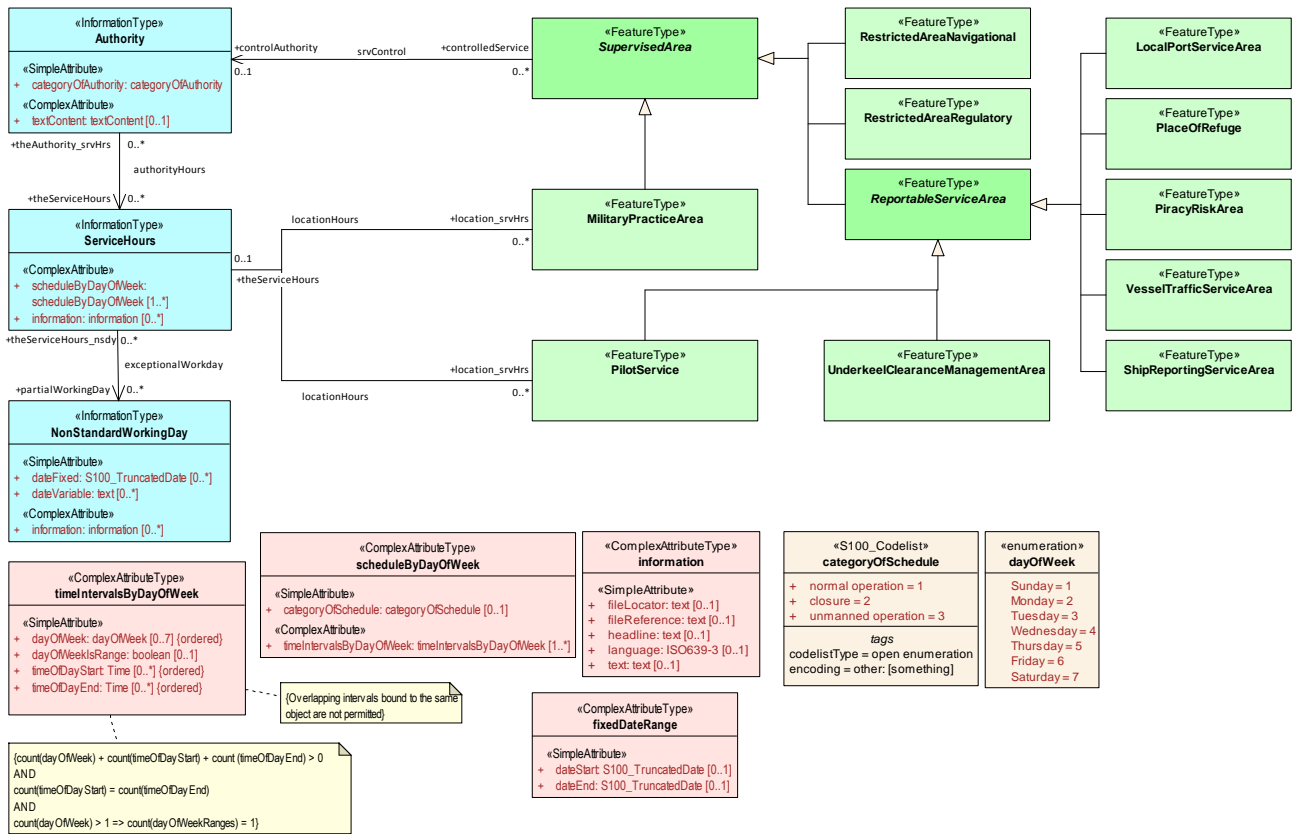 «InformationType»
Authority
«SimpleAttribute»
+ categoryOfAuthority: categoryOfAuthority
«ComplexAttribute»
+ textContent: textContent [0..1]
+controlAuthority
srvControl
+controlledService
0..1
0..*
«FeatureType»
SupervisedArea
«FeatureType»
RestrictedAreaNavigational
«FeatureType»
RestrictedAreaRegulatory
«FeatureType»
ReportableServiceArea
«FeatureType»
LocalPortServiceArea
«FeatureType»
PlaceOfRefuge
«FeatureType»
PiracyRiskArea
«FeatureType»
VesselTrafficServiceArea
«FeatureType»
ShipReportingServiceArea
+theAuthority_srvHrs
0..*
authorityHours
+theServiceHours
0..*
«InformationType»
ServiceHours
«ComplexAttribute»
+ scheduleByDayOfWeek:
scheduleByDayOfWeek [1..*]
+ information: information [0..*]
locationHours
+location_srvHrs
0..*
0..1
+theServiceHours
«FeatureType»
MilitaryPracticeArea
+location_srvHrs
0..*
locationHours
«FeatureType»
PilotService
«FeatureType»
UnderkeelClearanceManagementArea
+theServiceHours_nsdy
0..*
exceptionalWorkday
+partialWorkingDay
0..*
«InformationType»
NonStandardWorkingDay
«SimpleAttribute»
+ dateFixed: S100_TruncatedDate [0..*]
+ dateVariable: text [0..*]
«ComplexAttribute»
+ information: information [0..*]
«ComplexAttributeType»
timeIntervalsByDayOfWeek
«SimpleAttribute»
+ dayOfWeek: dayOfWeek [0..7] {ordered}
+ dayOfWeekIsRange: boolean [0..1]
+ timeOfDayStart: Time [0..*] {ordered}
+ timeOfDayEnd: Time [0..*] {ordered}
«ComplexAttributeType»
scheduleByDayOfWeek
«SimpleAttribute»
+ categoryOfSchedule: categoryOfSchedule [0..1]
«ComplexAttribute»
+ timeIntervalsByDayOfWeek: timeIntervalsByDayOfWeek [1..*]
«ComplexAttributeType»
information
«SimpleAttribute»
+ fileLocator: text [0..1]
+ fileReference: text [0..1]
+ headline: text [0..1]
+ language: ISO639-3 [0..1]
+ text: text [0..1]
«S100_Codelist»
categoryOfSchedule
+ normal operation = 1
+ closure = 2
+ unmanned operation = 3
tags
codelistType = open enumeration
encoding = other: [something]
«enumeration»
dayOfWeek
Sunday = 1
Monday = 2
Tuesday = 3
Wednesday = 4
Thursday = 5
Friday = 6
Saturday = 7
{Overlapping intervals bound to the same
object are not permitted}
«ComplexAttributeType»
fixedDateRange
«SimpleAttribute»
+ dateStart: S100_TruncatedDate [0..1]
+ dateEnd: S100_TruncatedDate [0..1]
{count(dayOfWeek) + count(timeOfDayStart) + count (timeOfDayEnd) > 0
AND
count(timeOfDayStart) = count(timeOfDayEnd)
AND
count(dayOfWeek) > 1 => count(dayOfWeekRanges) = 1}